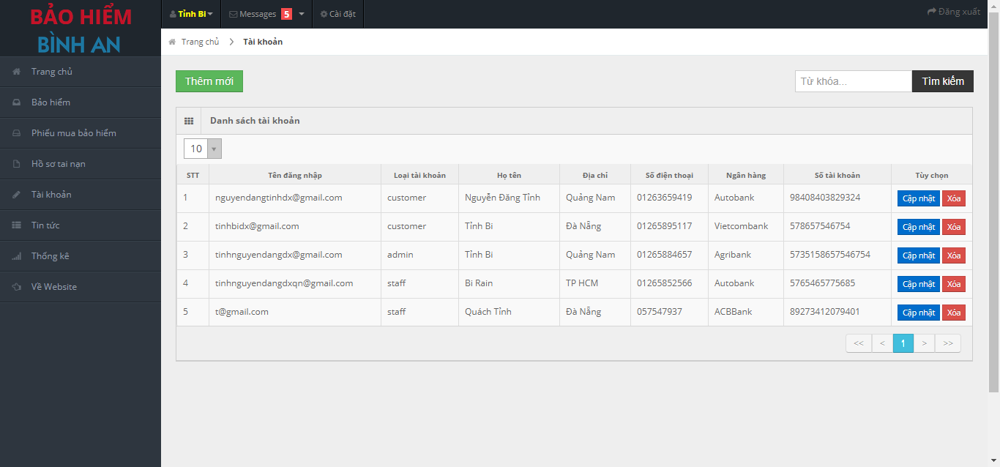 BẢO HIỂM
BÌNH AN
Tỉnh Bi
Messages 5
Cài đặt
Đăng xuất
Trang chủ
Bảo hiểm
Phiếu mua bảo hiểm
Hồ sơ tai nạn
Tài khoản
Tin tức
Thống kê
Về Website
Trang chủ > Tài khoản
Thêm mới
Từ khóa... Tìm kiếm
Danh sách tài khoản
10
STT Tên đăng nhập Loại tài khoản Họ tên Địa chỉ Số điện thoại Ngân hàng Số tài khoản Tùy chọn
1 nguyendangtinhdx@gmail.com customer Nguyễn Đăng Tỉnh Quảng Nam 01263659419 Autobank 98408403829324 Cập nhật Xóa
2 tinhbidx@gmail.com customer Tỉnh Bi Đà Nẵng 01265895117 Vietcombank 578657546754 Cập nhật Xóa
3 tinhnguyendangdx@gmail.com admin Tỉnh Bi Quảng Nam 01265884657 Agribank 5735158657546754 Cập nhật Xóa
4 tinhnguyendangdxqn@gmail.com staff Bi Rain TP HCM 01265852566 Autobank 5765465775685 Cập nhật Xóa
5 t@gmail.com staff Quách Tỉnh Đà Nẵng 057547937 ACBBank 89273412079401 Cập nhật Xóa
<< < 1 > >>